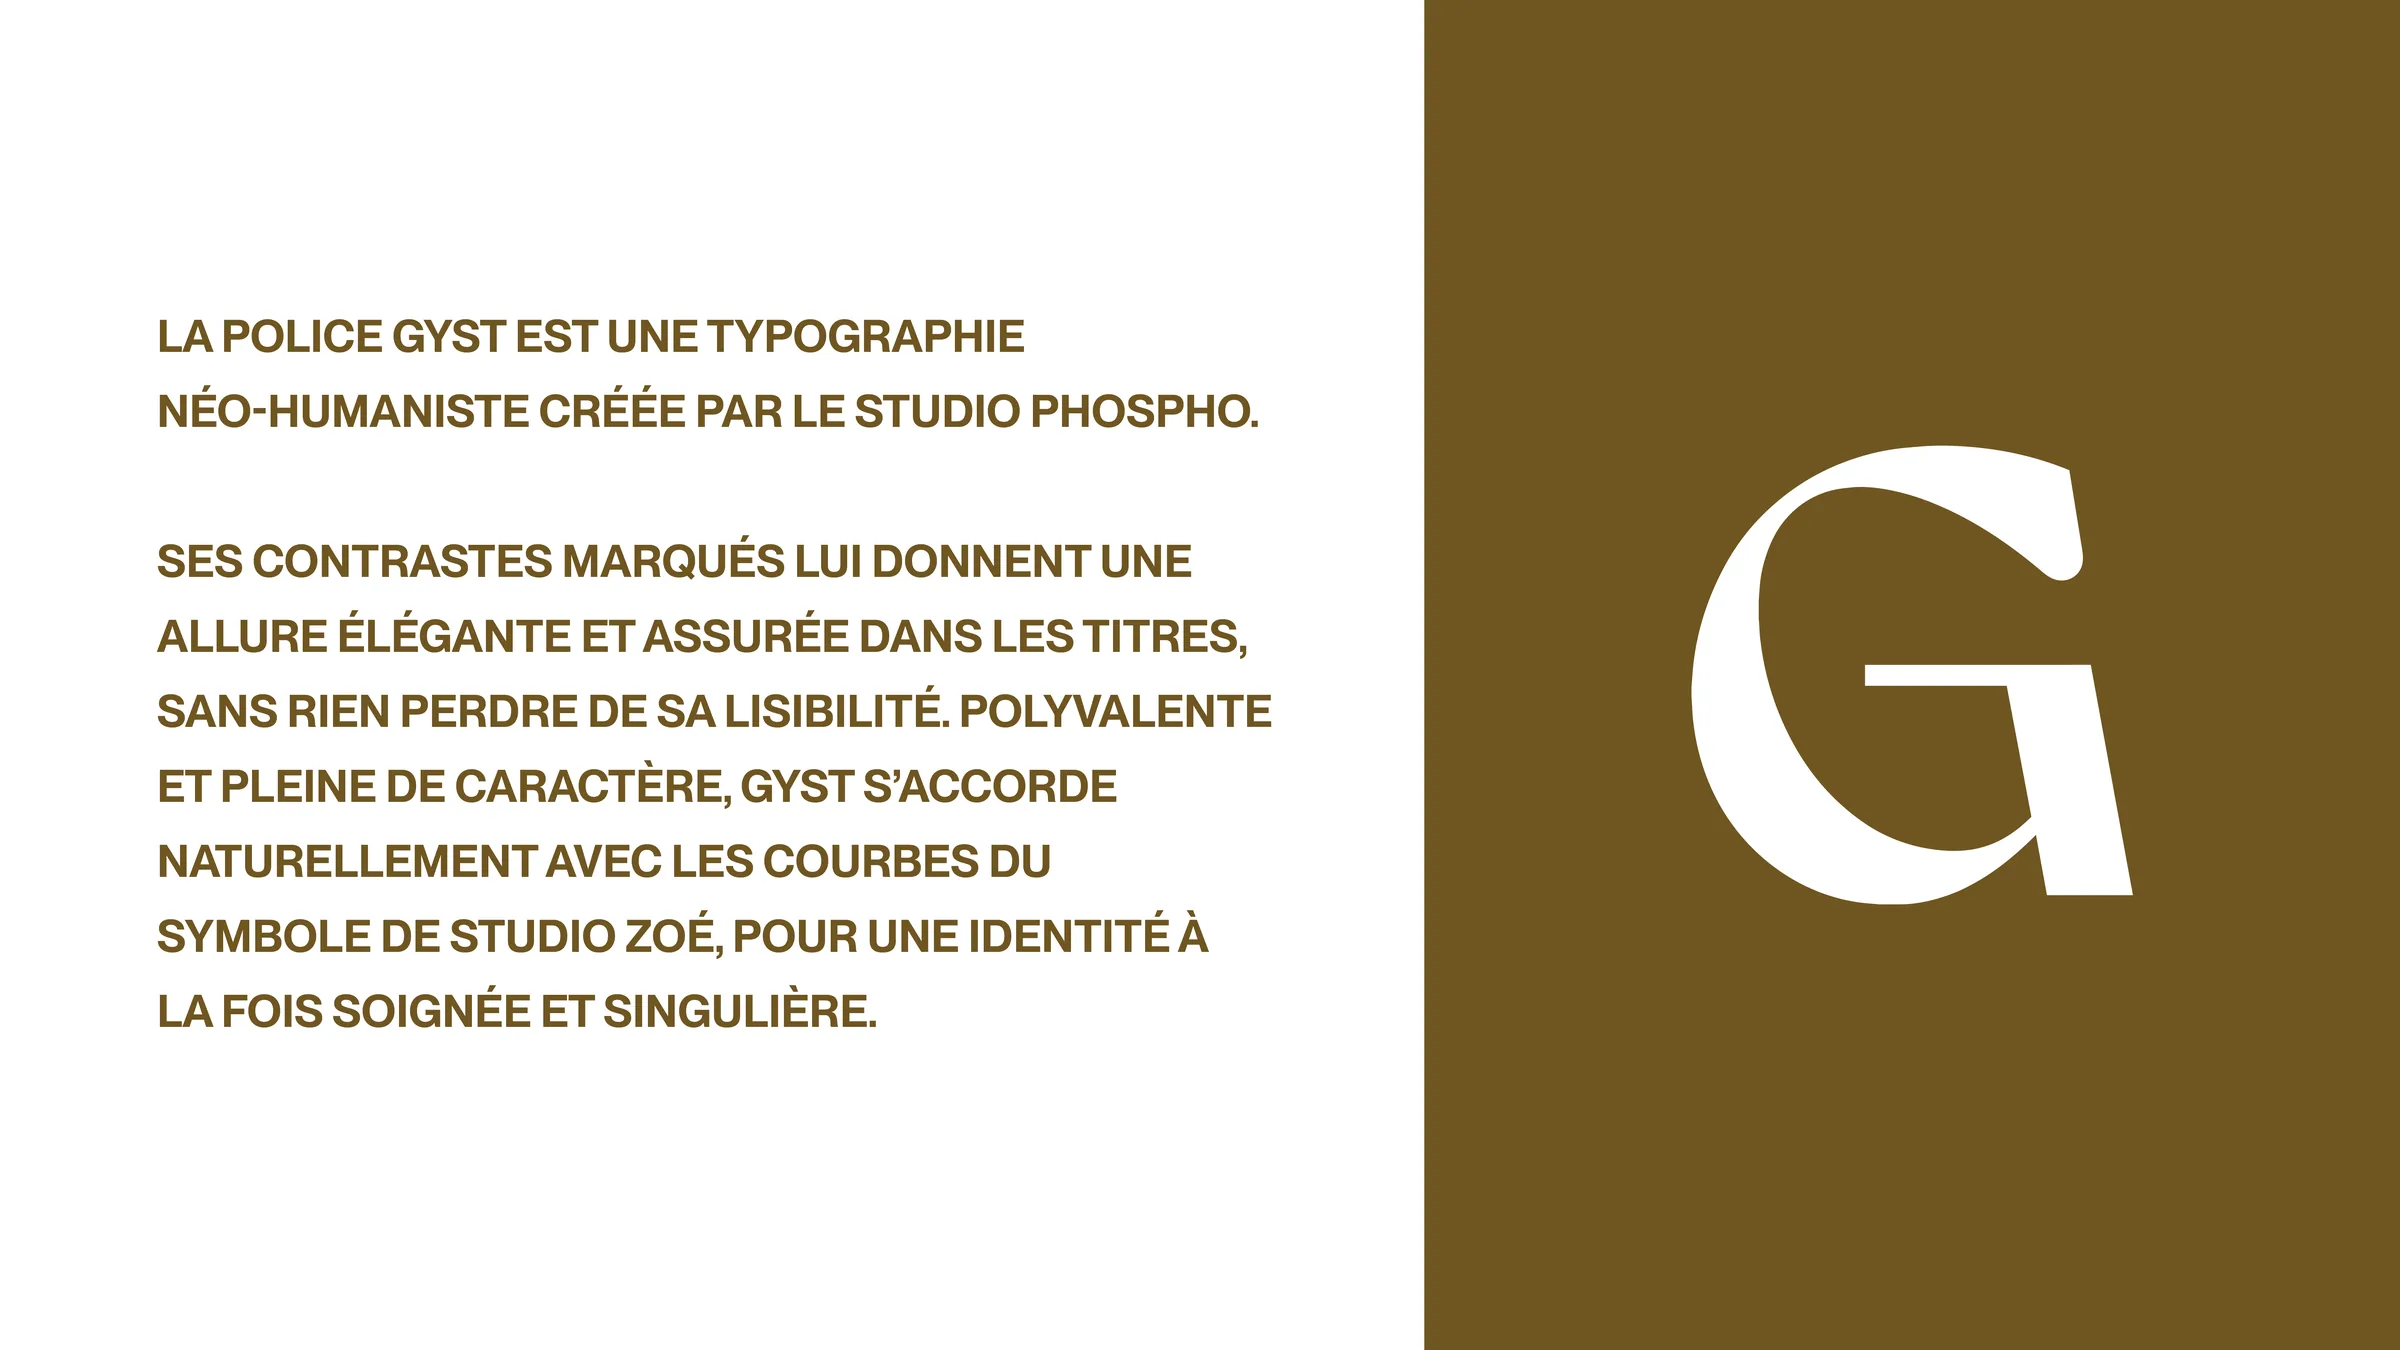 LA POLICE GYST EST UNE TYPOGRAPHIE
NÉO-HUMANISTE CRÉÉE PAR LE STUDIO PHOSPHO.
SES CONTRASTES MARQUÉS LUI DONNENT UNE
ALLURE ÉLÉGANTE ET ASSURÉE DANS LES TITRES,
SANS RIEN PERDRE DE SA LISIBILITÉ. POLYVALENTE
ET PLEINE DE CARACTÈRE, GYST S’ACCORDE
NATURELLEMENT AVEC LES COURBES DU
SYMBOLE DE STUDIO ZOÉ, POUR UNE IDENTITÉ À
LA FOIS SOIGNÉE ET SINGULIÈRE.
G